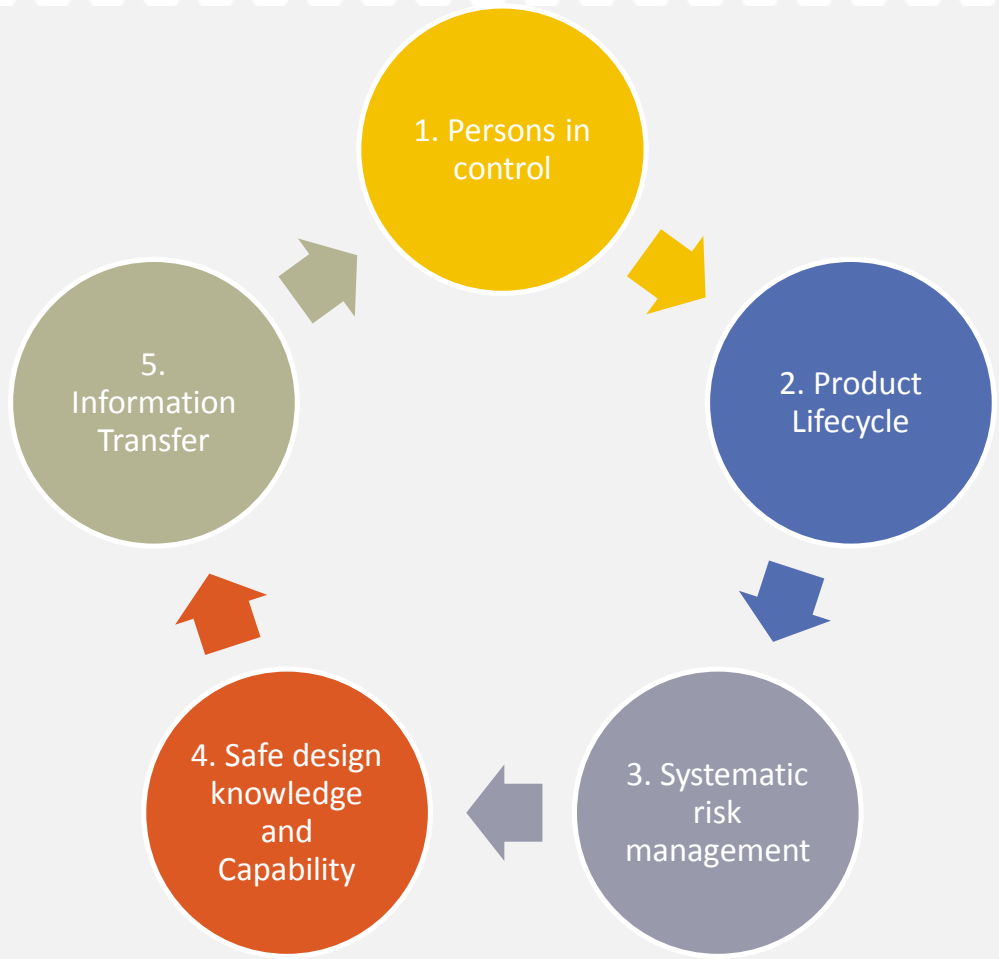 1. Persons in
control
2. Product
Lifecycle
3. Systematic
risk
management
4. Safe design
knowledge
and
Capability
5.
Information
Transfer